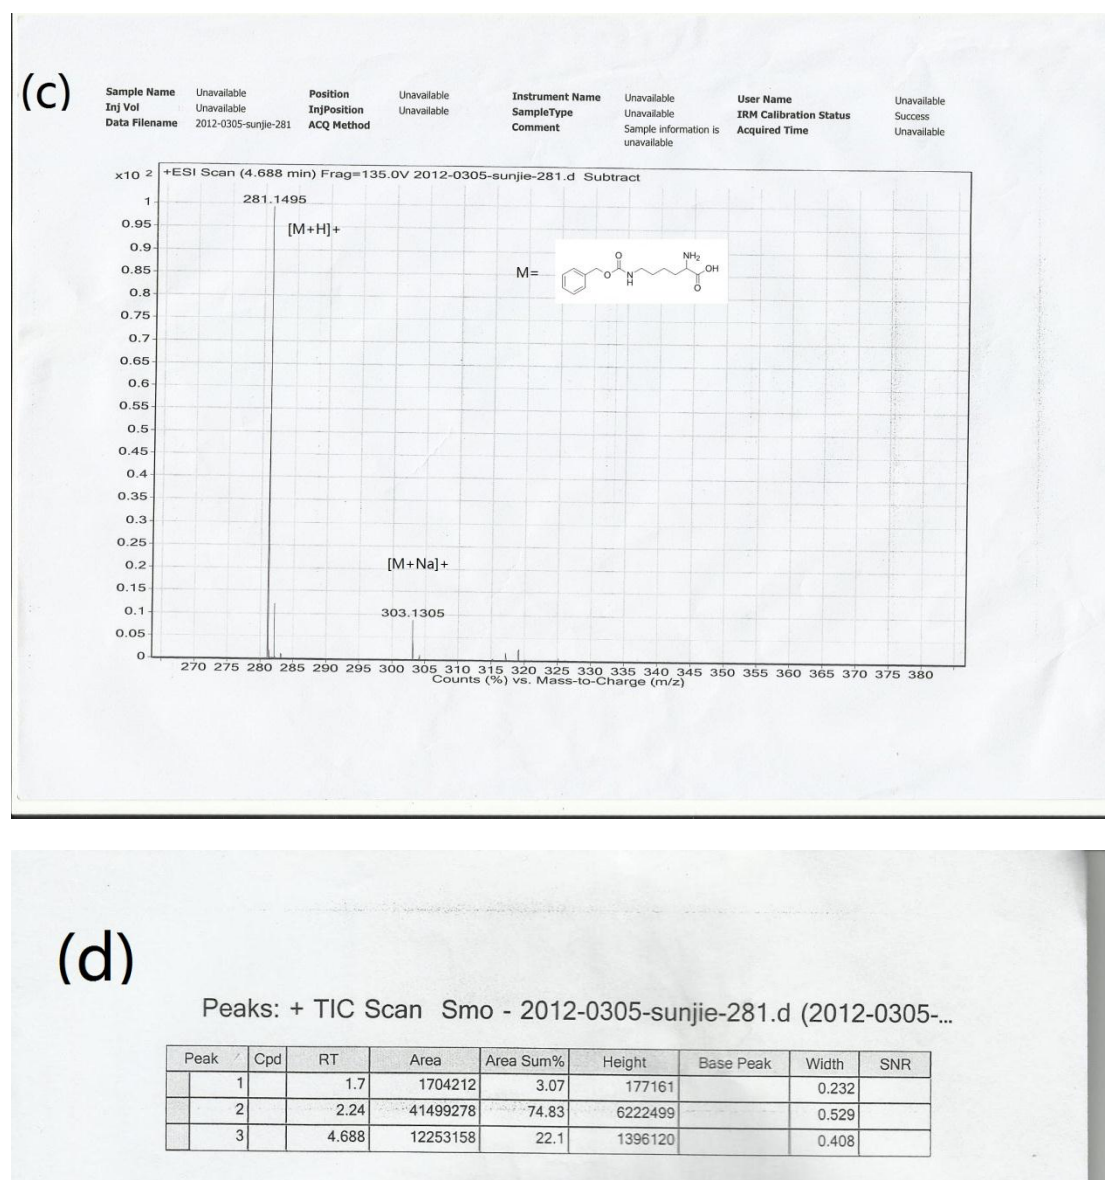 (c)
Sample Name Unavailable Position Unavailable Instrument Name Unavailable User Name Unavailable
Inj Vol Unavailable InjPosition Unavailable SampleType Unavailable IRM Calibration Status Success
Data Filename 2012-0305-sunjie-281 ACQ Method Comment Sample information is Acquired Time Unavailable
unavailable
x10 2 +ESI Scan (4.688 min) Frag=135.0V 2012-0305-sunjie-281.d Subtract
1 281.1495
0.95 [M+H]+
0.9
0.85
0.8
0.75
0.7
0.65
0.6
0.55
0.5
0.45
0.4
0.35
0.3
0.25
0.2
0.15
0.1
0.05
0
M=
O O N H NH2 OH O
[M+Na]+
303.1305
270 275 280 285 290 295 300 305 310 315 320 325 330 335 340 345 350 355 360 365 370 375 380
Counts (%) vs. Mass-to-Charge (m/z)
(d)
Peaks: + TIC Scan Smo - 2012-0305-sunjie-281.d (2012-0305-...
Peak Cpd RT Area Area Sum% Height Base Peak Width SNR
1 1.7 1704212 3.07 177161 0.232
2 2.24 41499278 74.83 6222499 0.529
3 4.688 12253158 22.1 1396120 0.408